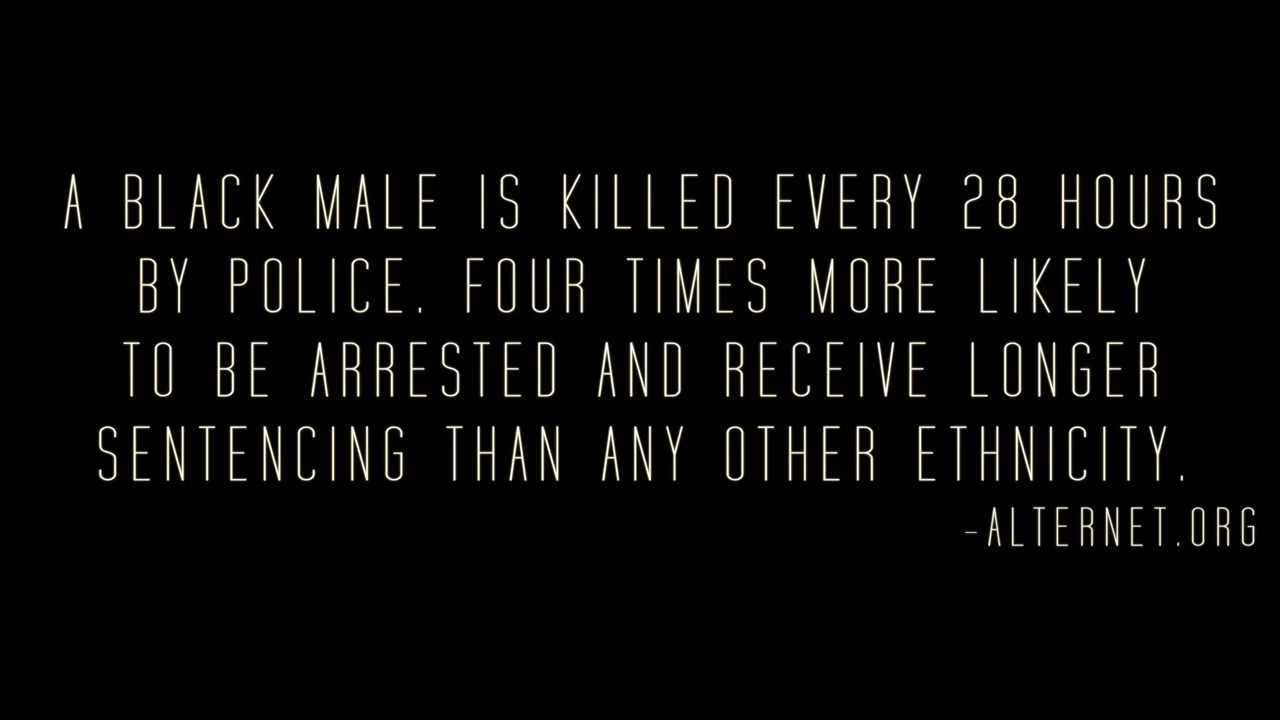 A BLACK MALE IS KILLED EVERY 28 HOURS
BY POLICE. FOUR TIMES MORE LIKELY
TO BE ARRESTED AND RECEIVE LONGER
SENTENCING THAN ANY OTHER ETHNICITY.
-ALTERNET.ORG